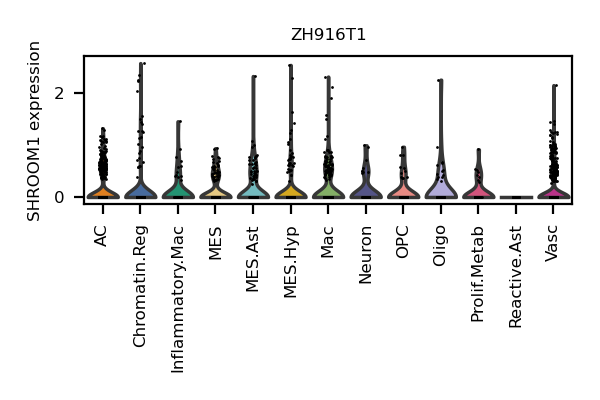 ZH916T1
SHROOM1 expression
2
0
AC
Chromatin.Reg
Inflammatory.Mac
MES
MES.Ast
MES.Hyp
Mac
Neuron
OPC
Oligo
Prolif.Metab
Reactive.Ast
Vasc